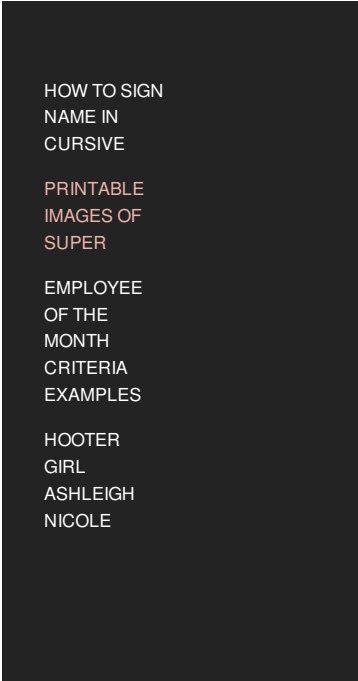 HOW TO SIGN
NAME IN
CURSIVE
PRINTABLE
IMAGES OF
SUPER
EMPLOYEE
OF THE
MONTH
CRITERIA
EXAMPLES
HOOTER
GIRL
ASHLEIGH
NICOLE